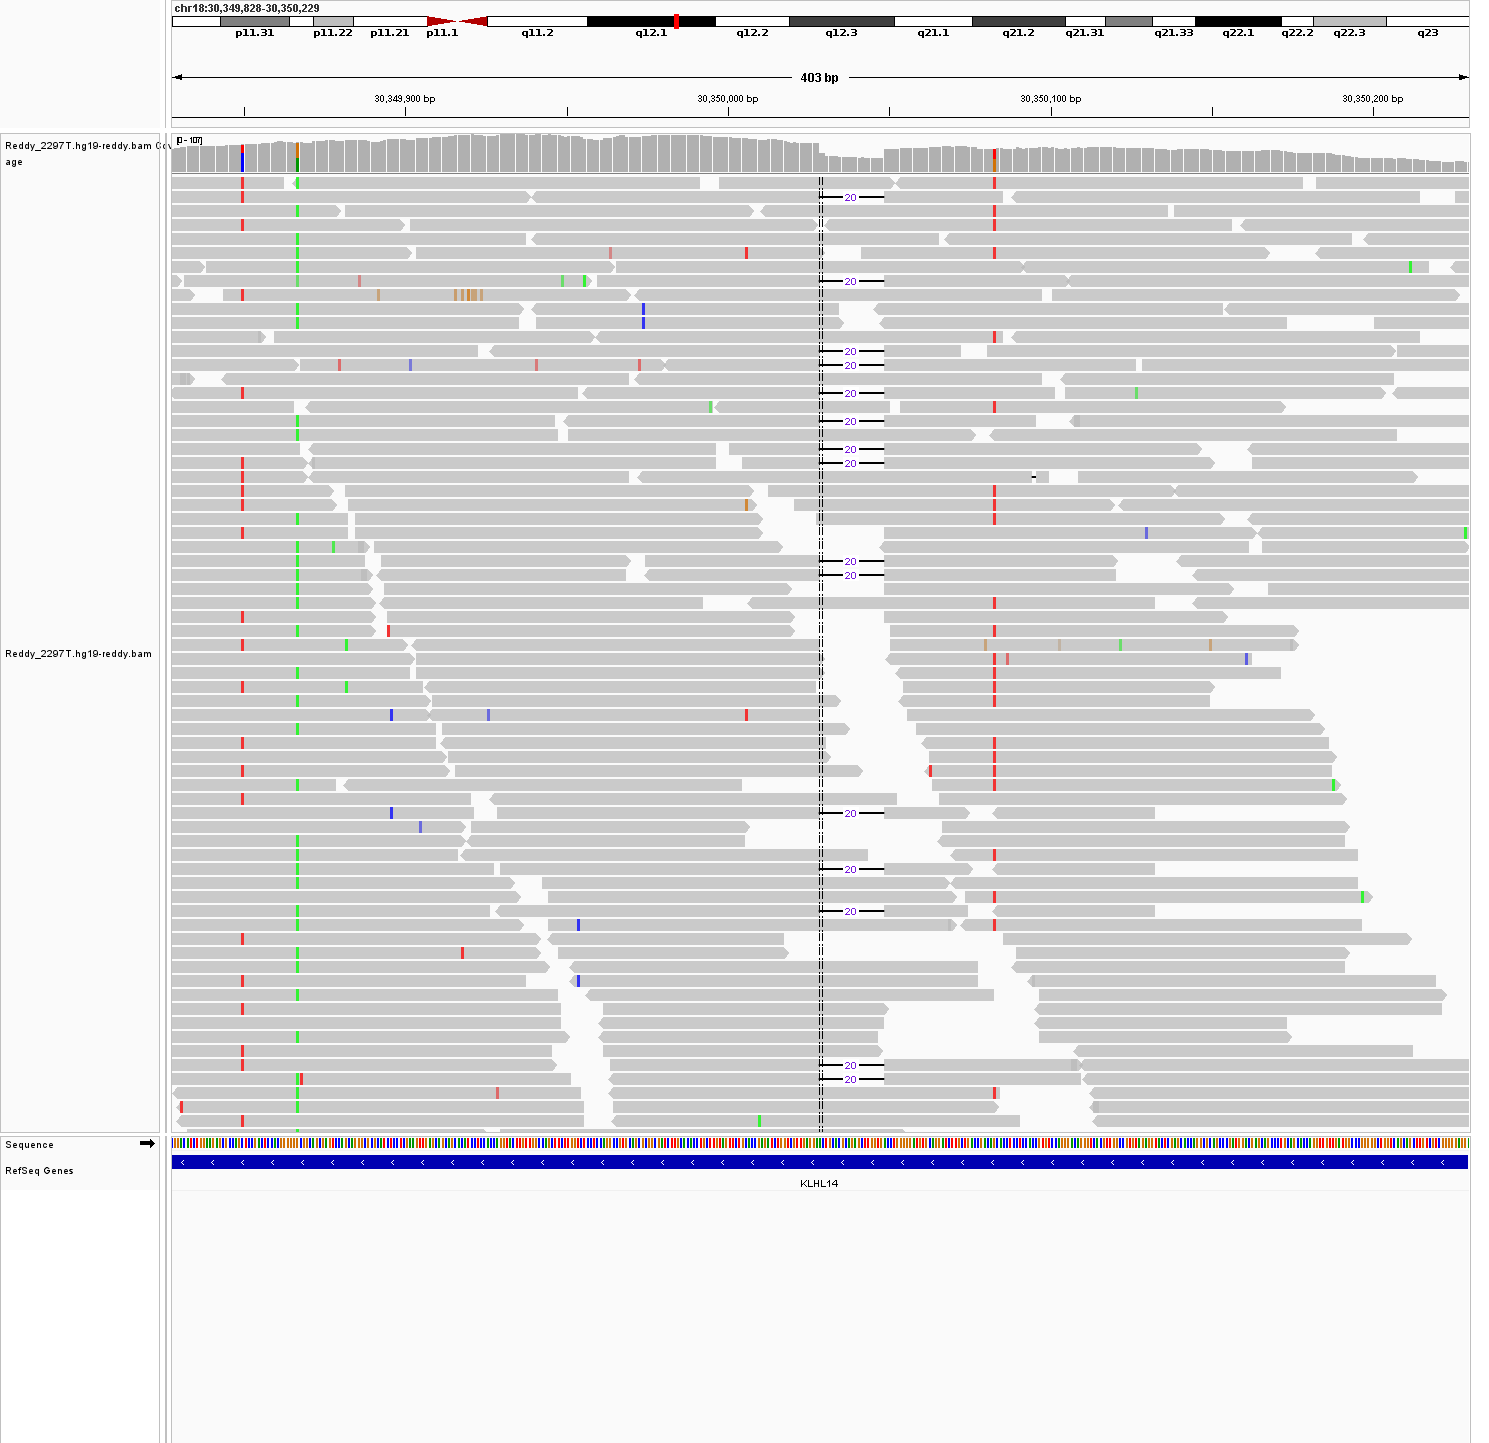 chr18:30,349,828-30,350,229
p11.31 p11.22 p11.21 p11.1 q11.2 q12.1 q12.2 q12.3 q21.1 q21.2 q21.31 q21.33 q22.1 q22.2 q22.3 q23
403 bp
30,349,900 bp 30,350,000 bp 30,350,100 bp 30,350,200 bp
Reddy_2297T.hg19-reddy.bam Cov
age
[0 - 107]
20
20
20
20
20
20
20
20
20
20
Reddy_2297T.hg19-reddy.bam
20
20
20
20
20
Sequence
RefSeq Genes
KLHL14